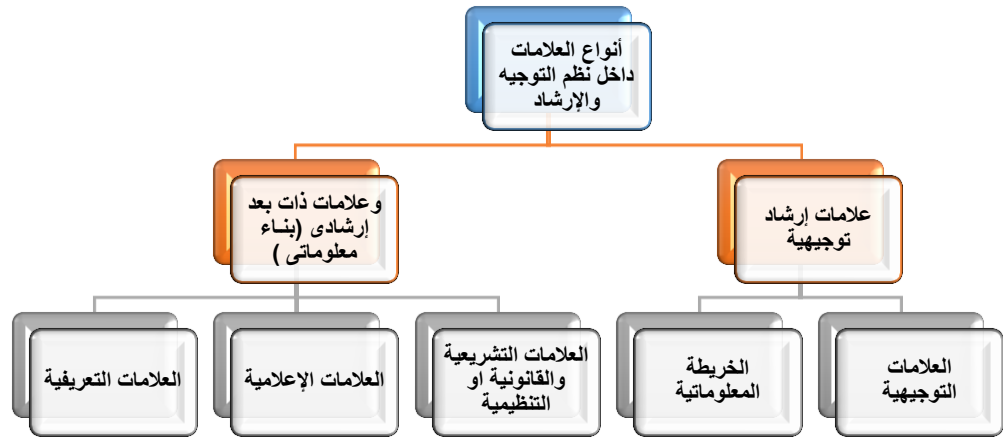 أنواع العلامات
داخل نظم التوجيه
والإرشاد
علامات إرشاد
توجيهية
وعلامات ذات بعد
إرشادى (بناء
معلوماتى )
العلامات
التوجيهية
الخريطة
المعلوماتية
العلامات التشريعية
والقانونية او
التنظيمية
العلامات الإعلامية
العلامات التعريفية